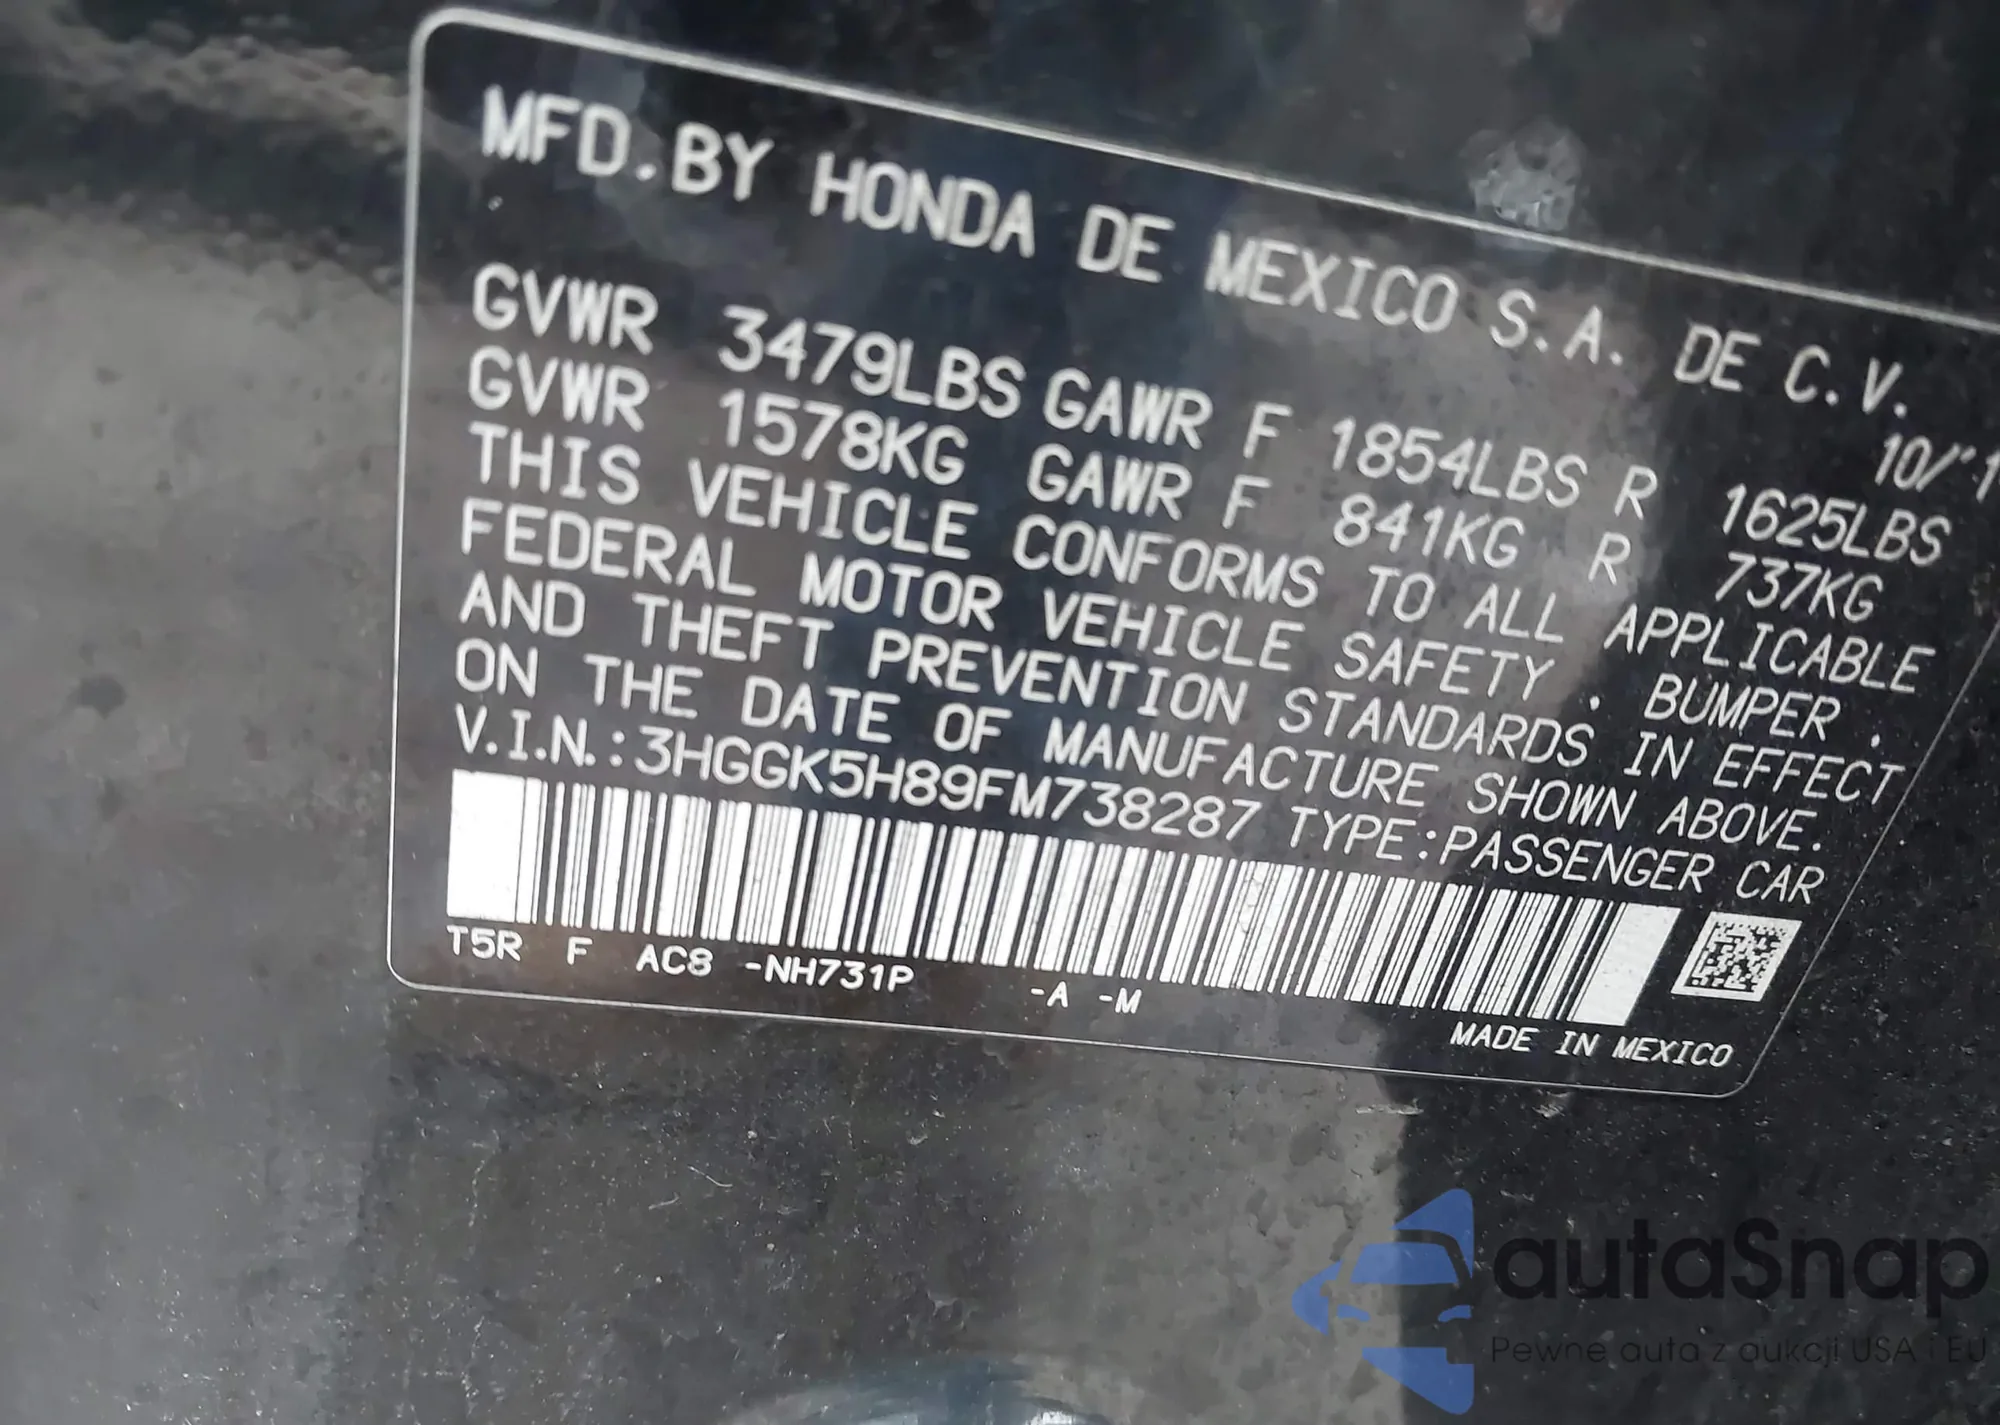 MFD.BY HONDA DE MEXICO S.A. DE C.V.
10/'1
GVWR 3479LBS GAWR F 1854LBS R 1625LBS
GVWR 1578KG GAWR F 841KG R 737KG
THIS VEHICLE CONFORMS TO ALL APPLICABLE
FEDERAL MOTOR VEHICLE SAFETY , BUMPER ,
AND THEFT PREVENTION STANDARDS IN EFFECT
ON THE DATE OF MANUFACTURE SHOWN ABOVE.
V.I.N.:3HGGK5H89FM738287 TYPE:PASSENGER CAR
T5R F AC8 -NH731P -A -M
MADE IN MEXICO
autaSnap
Pewne auta z aukcji USA i EU